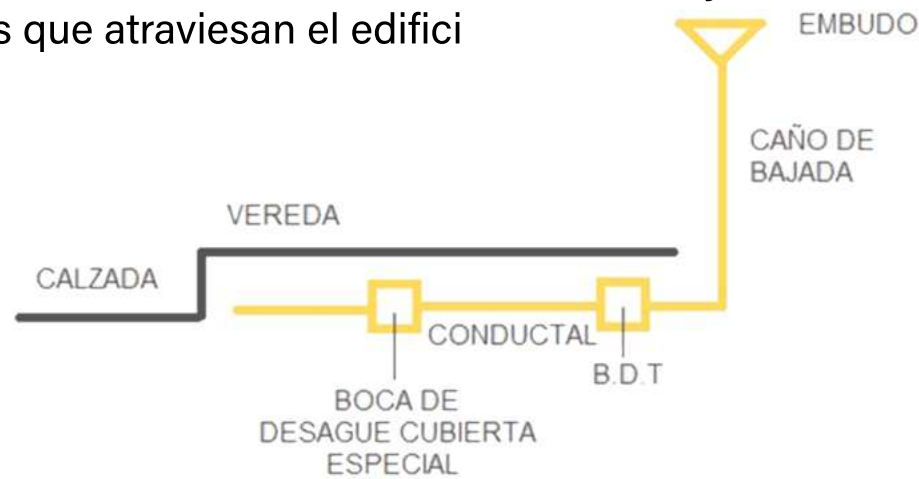 s que atraviesan el edifici
EMBUDO
CAÑO DE
BAJADA
VEREDA
CALZADA
CONDUCTAL
B.D.T
BOCA DE
DESAGUE CUBIERTA
ESPECIAL